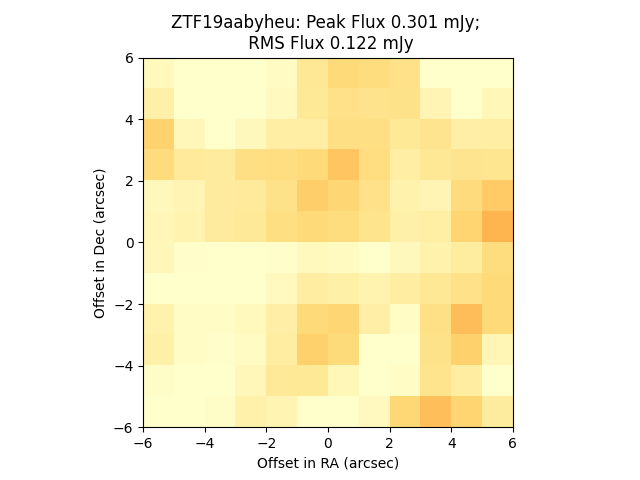 ZTF19aabyheu: Peak Flux 0.301 mJy;
RMS Flux 0.122 mJy
6
4
2
0
−2
−4
−6
Offset in Dec (arcsec)
−6 −4 −2 0 2 4 6
Offset in RA (arcsec)